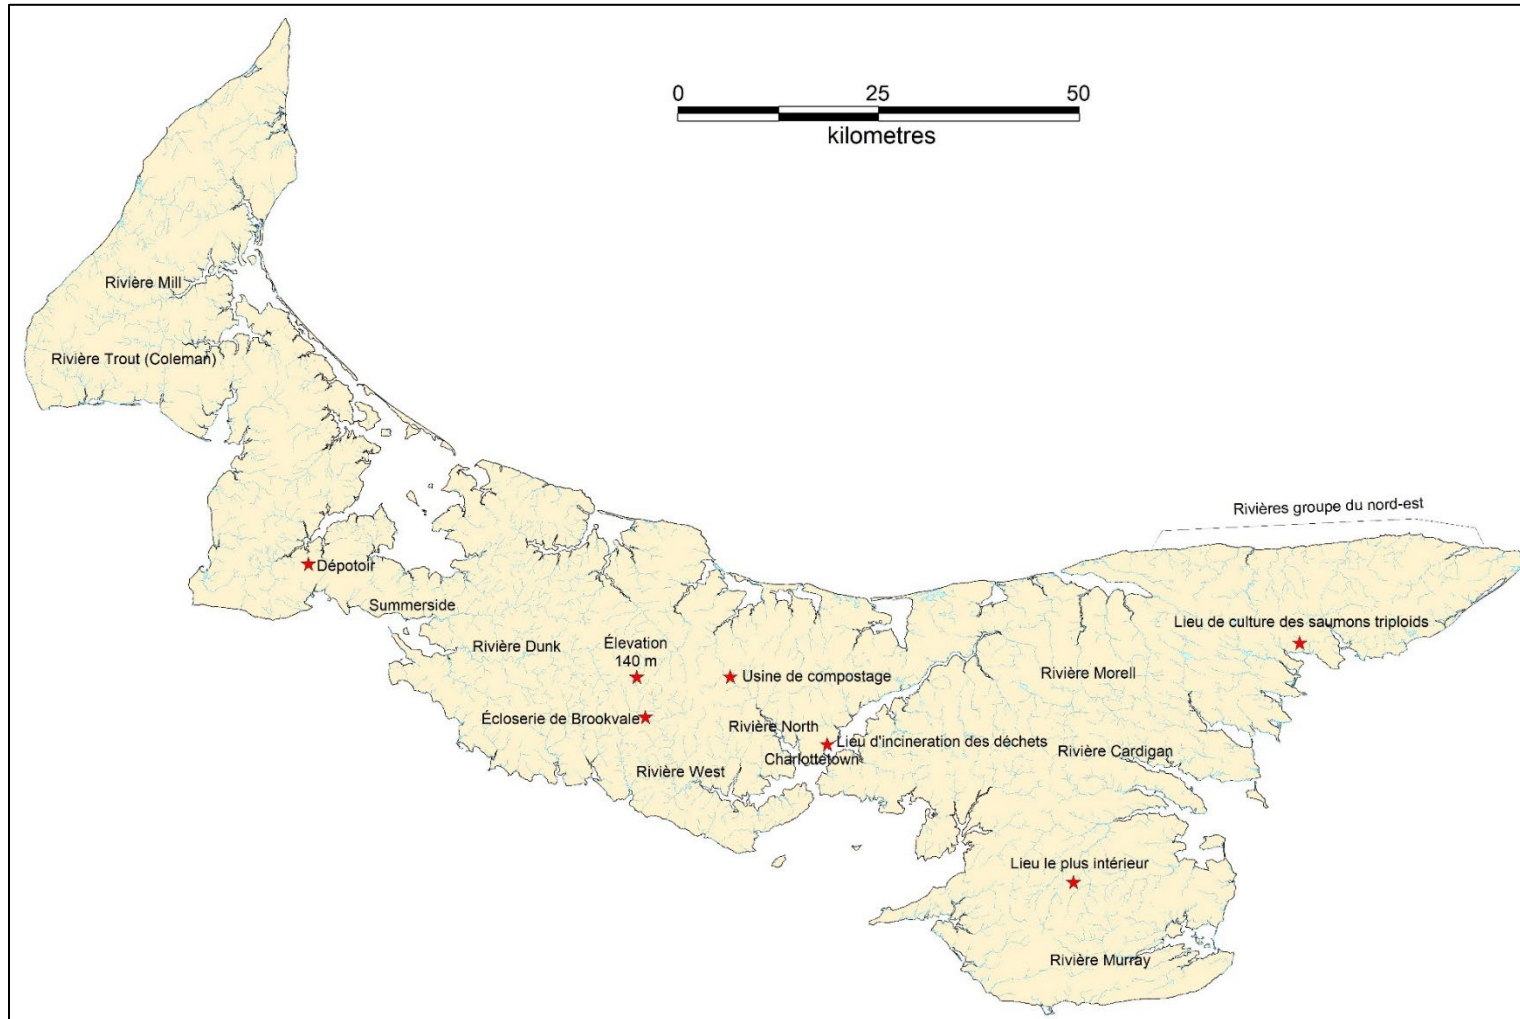 0 25 50
kilometres
Rivière Mill
Rivière Trout (Coleman)
Rivières groupe du nord-est
Dépotoir
Summerside
Lieu de culture des saumons triploids
Rivière Dunk
Élevation
140 m
Usine de compostage
Rivière Morell
Écloserie de Brookvale
Rivière North
Lieu d'incineration des déchets
Charlottetown
Rivière Cardigan
Rivière West
Lieu le plus intérieur
Rivière Murray